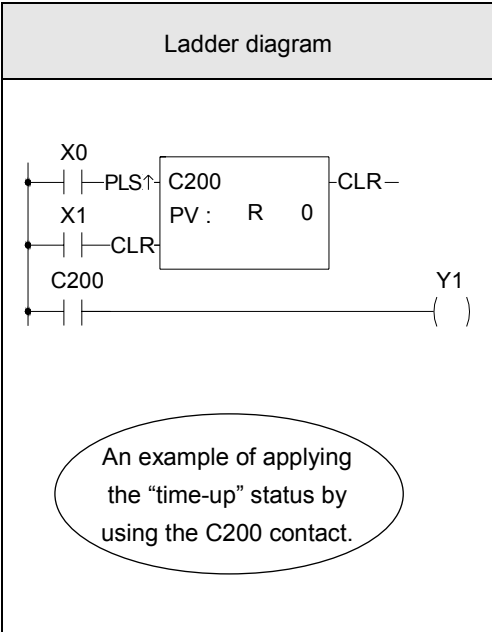 Ladder diagram
X0
PLS↑ C200 CLR
PV : R 0
X1
CLR
C200 Y1
( )
An example of applying
the “time-up” status by
using the C200 contact.